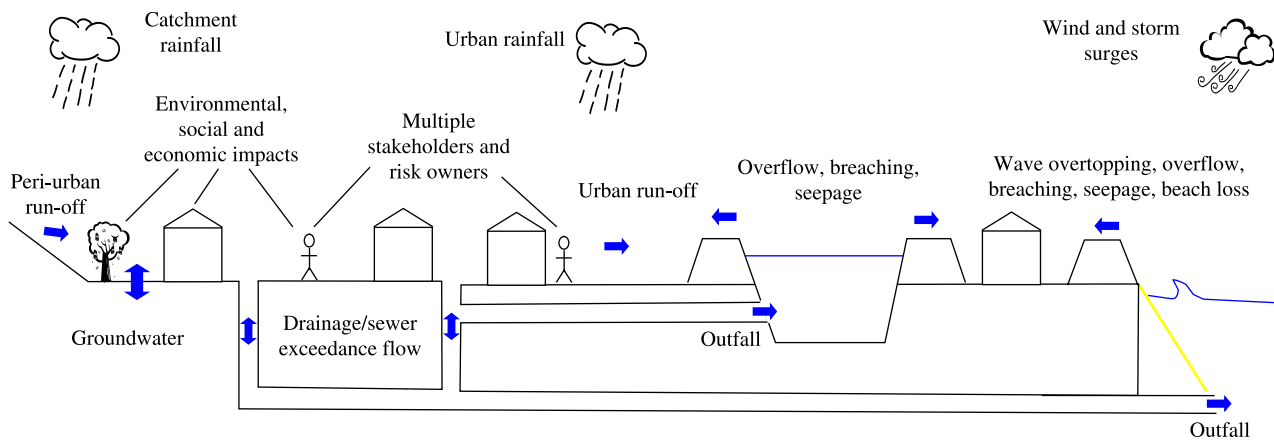 Catchment
rainfall
Urban rainfall
Wind and storm
surges
Environmental,
social and
economic impacts
Multiple
stakeholders and
risk owners
Peri-urban
run-off
Urban run-off
Overflow, breaching,
seepage
Wave overtopping, overflow,
breaching, seepage, beach loss
Groundwater
Drainage/sewer
exceedance flow
Outfall
Outfall